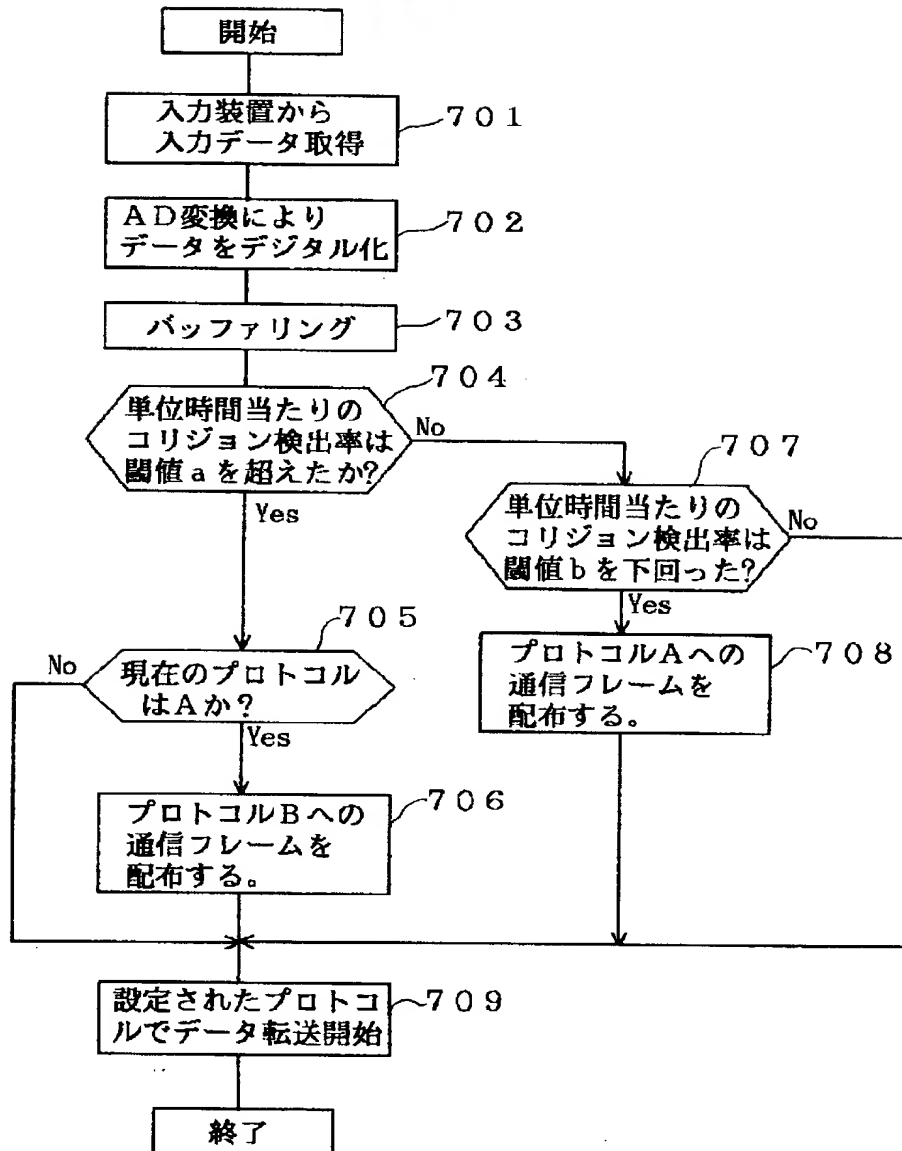 開始
入力装置から
入力データ取得
７０１
ＡＤ変換により
データをデジタル化
７０２
バッファリング
７０３
７０４
単位時間当たりの
コリジョン検出率は
閾値ａを超えたか?
No
Yes
７０７
単位時間当たりの
コリジョン検出率は
閾値ｂを下回った?
No
Yes
７０５
現在のプロトコル
はＡか?
No
Yes
プロトコルＡへの
通信フレームを
配布する。
７０８
プロトコルＢへの
通信フレームを
配布する。
７０６
設定されたプロトコ
ルでデータ転送開始
７０９
終了